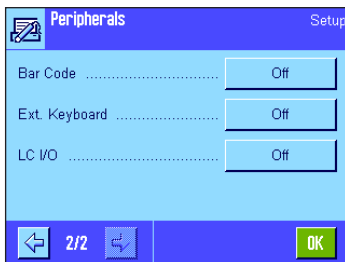 Peripherals Setup
Bar Code .............................. Off
Ext. Keyboard ....................... Off
LC I/O .................................. Off
2/2 OK